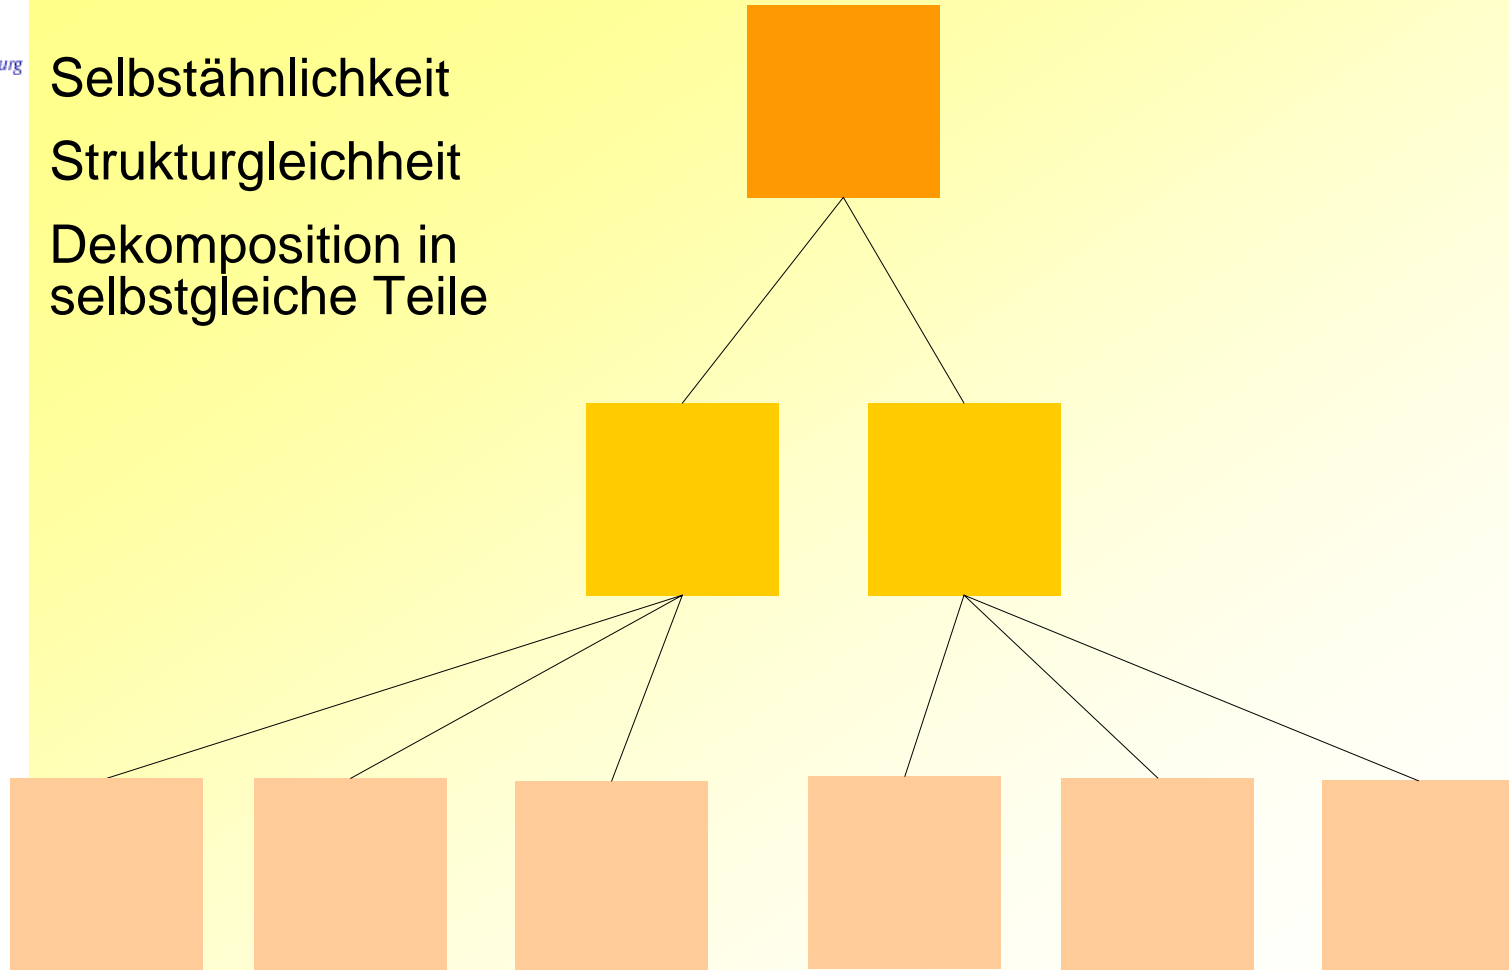 Selbstähnlichkeit
Strukturgleichheit
Dekomposition in
selbstgleiche Teile